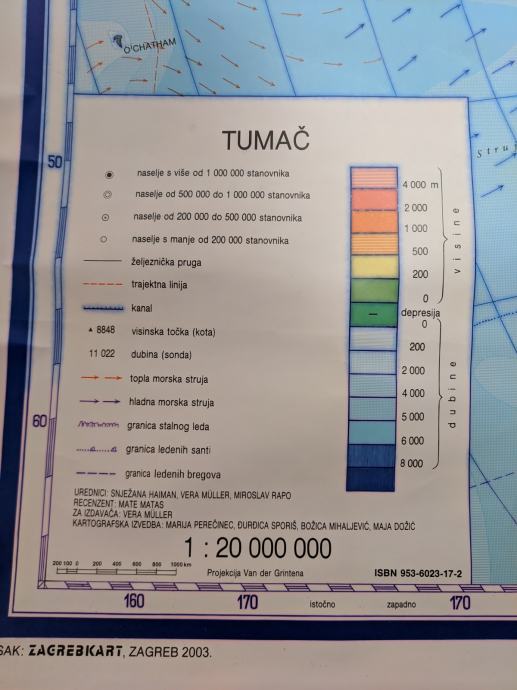 O'CHATHAM
50
TUMAČ
naselje s više od 1 000 000 stanovnika
naselje od 500 000 do 1 000 000 stanovnika
naselje od 200 000 do 500 000 stanovnika
naselje s manje od 200 000 stanovnika
željeznička pruga
trajektna linija
kanal
8848 visinska točka (kota)
11 022 dubina (sonda)
topla morska struja
hladna morska struja
granica stalnog leda
granica ledenih santi
granica ledenih bregova
4 000 m
2 000
1 000
500
200
0
visine
depresija
0
200
2 000
4 000
5 000
6 000
8 000
dubine
60
UREDNICI: SNJEŽANA HAIMAN, VERA MÜLLER, MIROSLAV RAPO
RECENZENT: MATE MATAS
ZA IZDAVAČA: VERA MÜLLER
KARTOGRAFSKA IZVEDBA: MARIJA PEREČINEC, ĐURĐICA SPORIŠ, BOŽICA MIHALJEVIĆ, MAJA DOŽIĆ
1 : 20 000 000
200 100 0 200 400 600 800 1000 km
Projekcija Van der Grintena
ISBN 953-6023-17-2
160 170 istočno zapadno 170
SAK: ZAGREBKART, ZAGREB 2003.